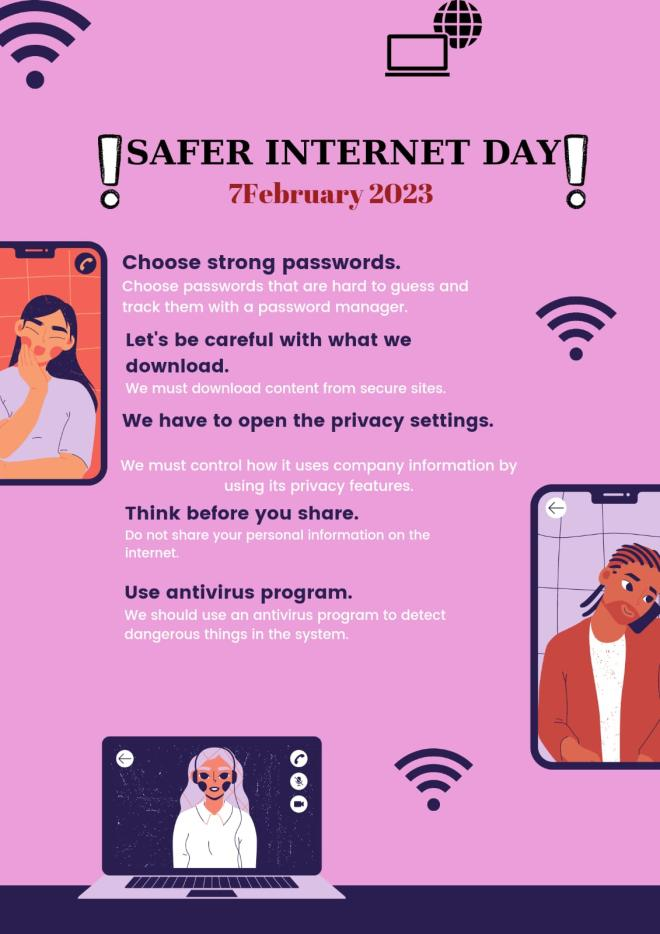 SAFER INTERNET DAY
7February 2023
Choose strong passwords.
Choose passwords that are hard to guess and
track them with a password manager.
Let's be careful with what we
download.
We must download content from secure sites.
We have to open the privacy settings.
We must control how it uses company information by
using its privacy features.
Think before you share.
Do not share your personal information on the
internet.
Use antivirus program.
We should use an antivirus program to detect
dangerous things in the system.